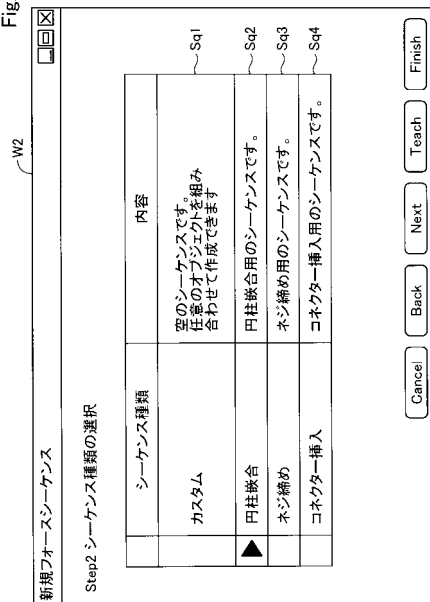 Fig
W2
新規フォースシーケンス
Step2 シーケンス種類の選択
シーケンス種類 内容
カスタム 空のシーケンスです。
任意のオブジェクトを組み
合わせて作成できます
Sq1
円柱嵌合 円柱嵌合用のシーケンスです。 Sq2
ネジ締め ネジ締め用のシーケンスです。 Sq3
コネクター挿入 コネクター挿入用のシーケンスです。 Sq4
Cancel Back Next Teach Finish